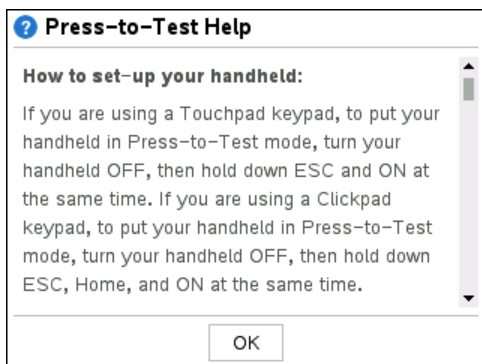 Press-to-Test Help
How to set-up your handheld:
If you are using a Touchpad keypad, to put your
handheld in Press-to-Test mode, turn your
handheld OFF, then hold down ESC and ON at
the same time. If you are using a Clickpad
keypad, to put your handheld in Press-to-Test
mode, turn your handheld OFF, then hold down
ESC, Home, and ON at the same time.
OK